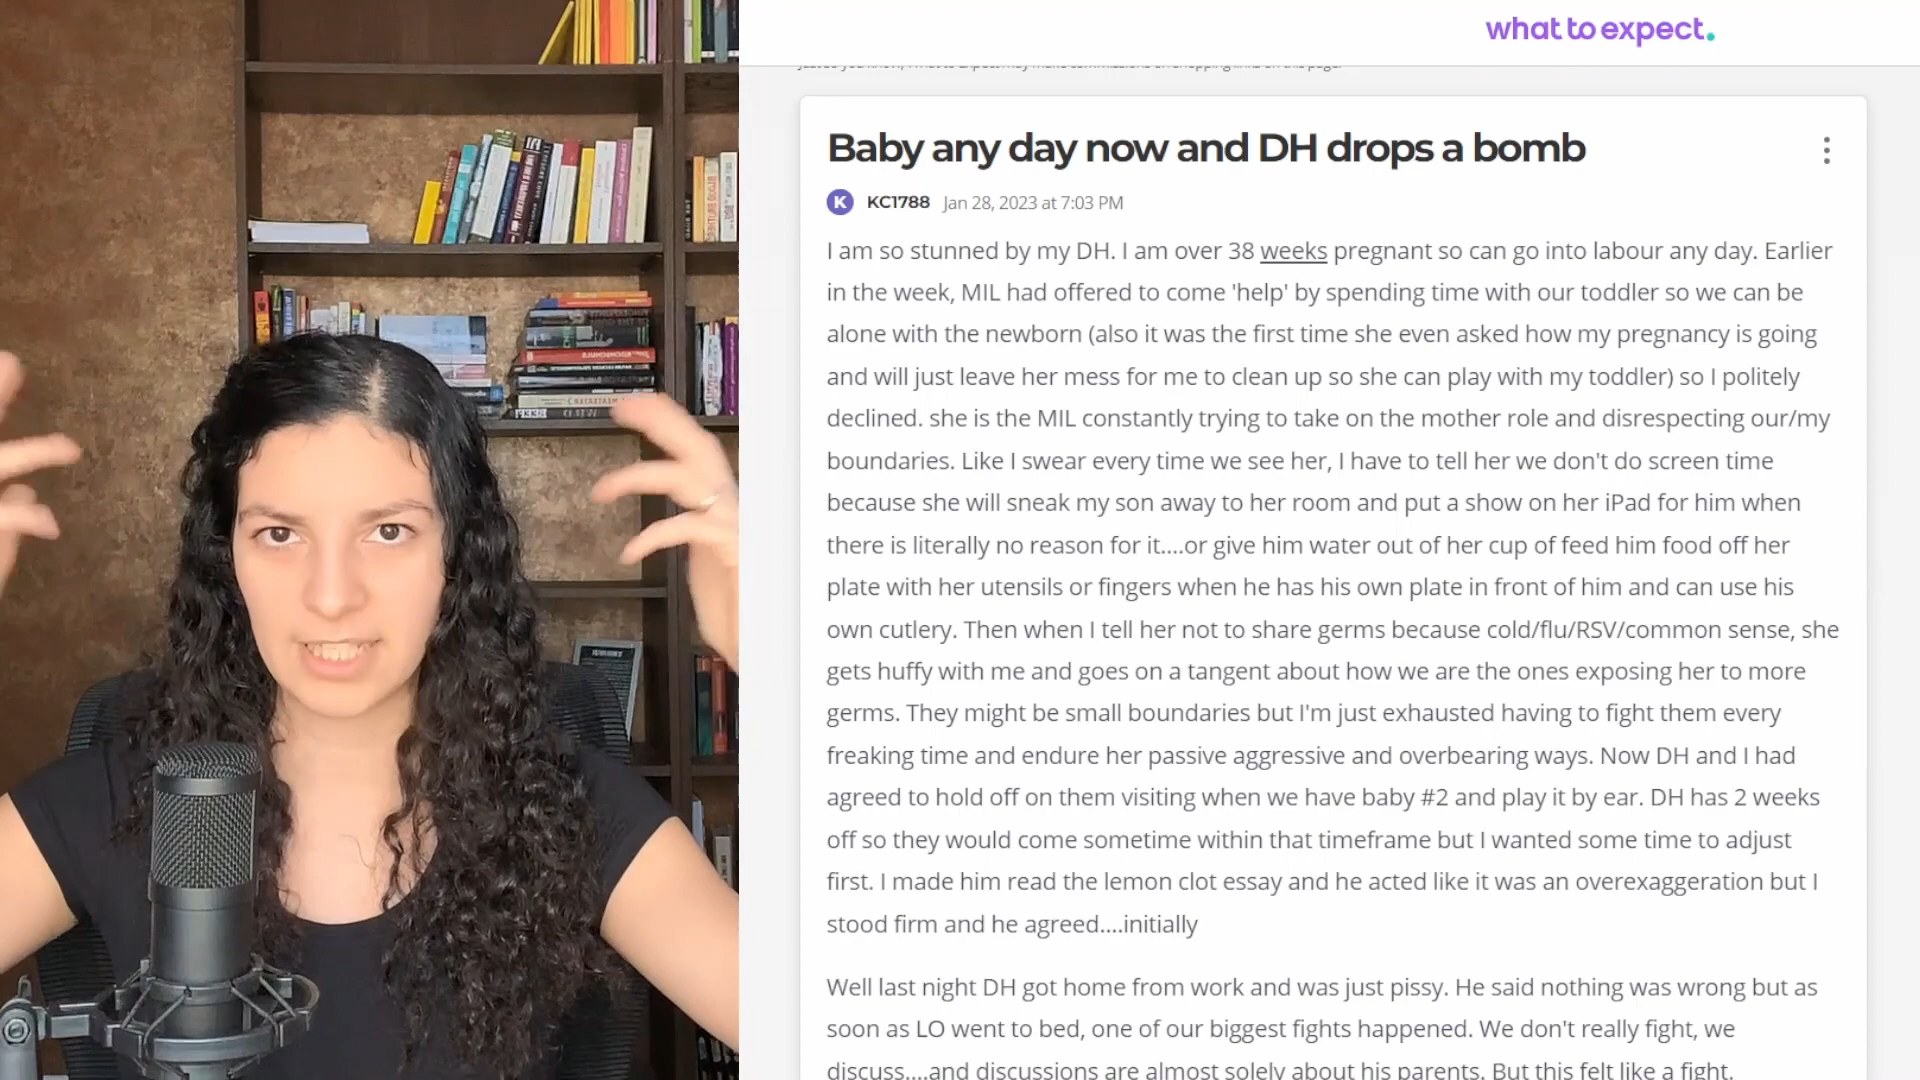 what to expect.
Baby any day now and DH drops a bomb
K KC1788 Jan 28, 2023 at 7:03 PM
I am so stunned by my DH. I am over 38 weeks pregnant so can go into labour any day. Earlier
in the week, MIL had offered to come 'help' by spending time with our toddler so we can be
alone with the newborn (also it was the first time she even asked how my pregnancy is going
and will just leave her mess for me to clean up so she can play with my toddler) so I politely
declined. she is the MIL constantly trying to take on the mother role and disrespecting our/my
boundaries. Like I swear every time we see her, I have to tell her we don't do screen time
because she will sneak my son away to her room and put a show on her iPad for him when
there is literally no reason for it....or give him water out of her cup of feed him food off her
plate with her utensils or fingers when he has his own plate in front of him and can use his
own cutlery. Then when I tell her not to share germs because cold/flu/RSV/common sense, she
gets huffy with me and goes on a tangent about how we are the ones exposing her to more
germs. They might be small boundaries but I'm just exhausted having to fight them every
freaking time and endure her passive aggressive and overbearing ways. Now DH and I had
agreed to hold off on them visiting when we have baby #2 and play it by ear. DH has 2 weeks
off so they would come sometime within that timeframe but I wanted some time to adjust
first. I made him read the lemon clot essay and he acted like it was an overexaggeration but I
stood firm and he agreed....initially
Well last night DH got home from work and was just pissy. He said nothing was wrong but as
soon as LO went to bed, one of our biggest fights happened. We don't really fight, we
discuss....and discussions are almost solely about his parents. But this felt like a fight.